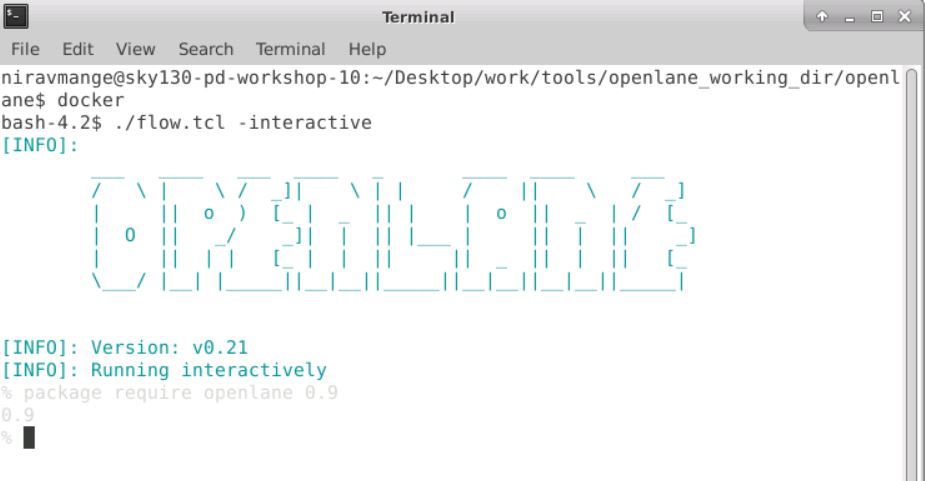 Terminal
File Edit View Search Terminal Help
niravmange@sky130-pd-workshop-10:~/Desktop/work/tools/openlane_working_dir/openl
ane$ docker
bash-4.2$ ./flow.tcl -interactive
[INFO]:
OPENLANE
[INFO]: Version: v0.21
[INFO]: Running interactively
% package require openlane 0.9
0.9
%